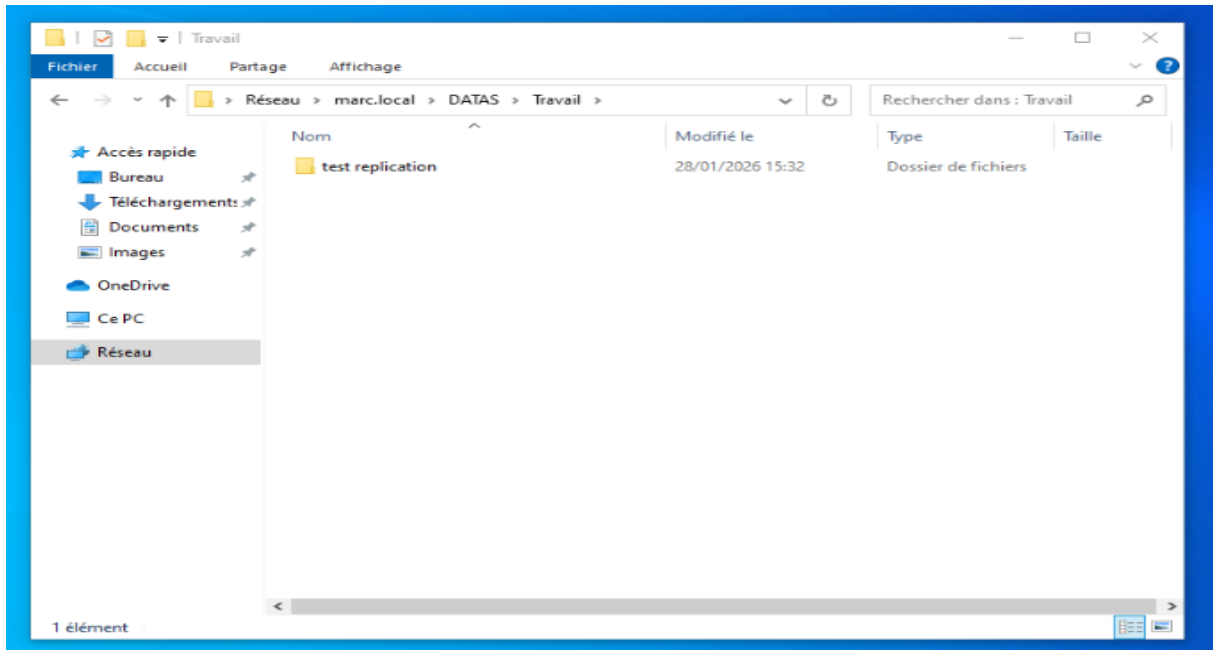 Travail
Fichier Accueil Partage Affichage
> Réseau > marc.local > DATAS > Travail > Rechercher dans : Travail
Nom Modifié le Type Taille
Accès rapide
test replication 28/01/2026 15:32 Dossier de fichiers
Bureau
Téléchargements
Documents
Images
OneDrive
Ce PC
Réseau
1 élément